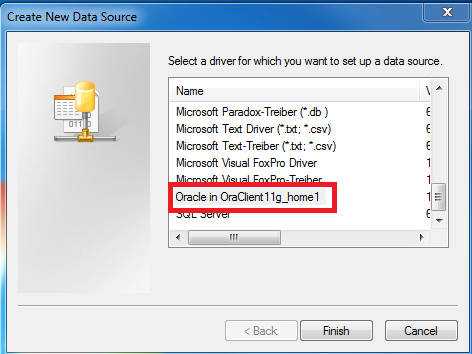 Create New Data Source
Select a driver for which you want to set up a data source.
Name V
Microsoft Paradox-Treiber (*.db ) 6
Microsoft Text Driver (*.txt; *.csv) 6
Microsoft Text-Treiber (*.txt; *.csv) 6
Microsoft Visual FoxPro Driver 1
Microsoft Visual FoxPro-Treiber 1
Oracle in OraClient11g_home1 1
SQL Server 6
< Back Finish Cancel